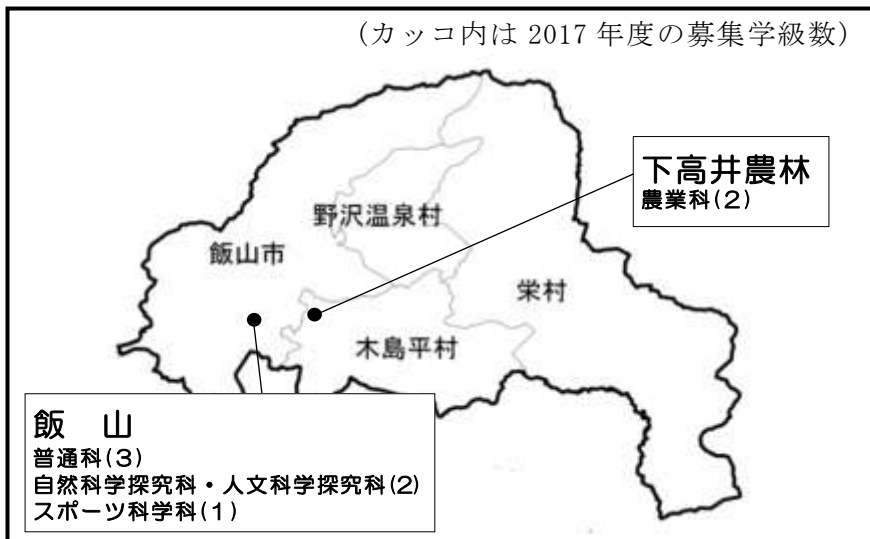 （カッコ内は 2017 年度の募集学級数）
下高井農林
農業科(2)
野沢温泉村
飯山市
栄村
木島平村
飯　山
普通科(3)
自然科学探究科・人文科学探究科(2)
スポーツ科学科(1)